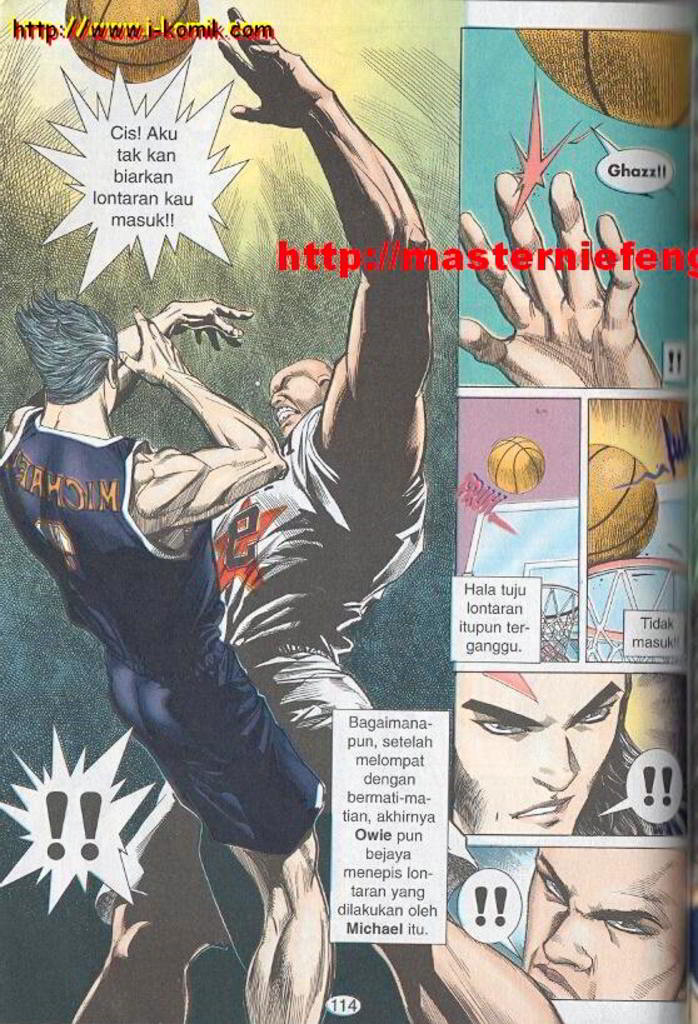 http://www.i-komik.com
Cis! Aku
tak kan
biarkan
lontaran kau
masuk!!
Ghazz!!
http://masterniefeng
!!
MICHAEL
9
Hala tuju
lontaran
itupun ter-
ganggu.
Tidak
masuk!!
Bagaimana-
pun, setelah
melompat
dengan
bermati-ma-
tian, akhirnya
Owie pun
bejaya
menepis lon-
taran yang
dilakukan oleh
Michael itu.
!!
!!
!!
114